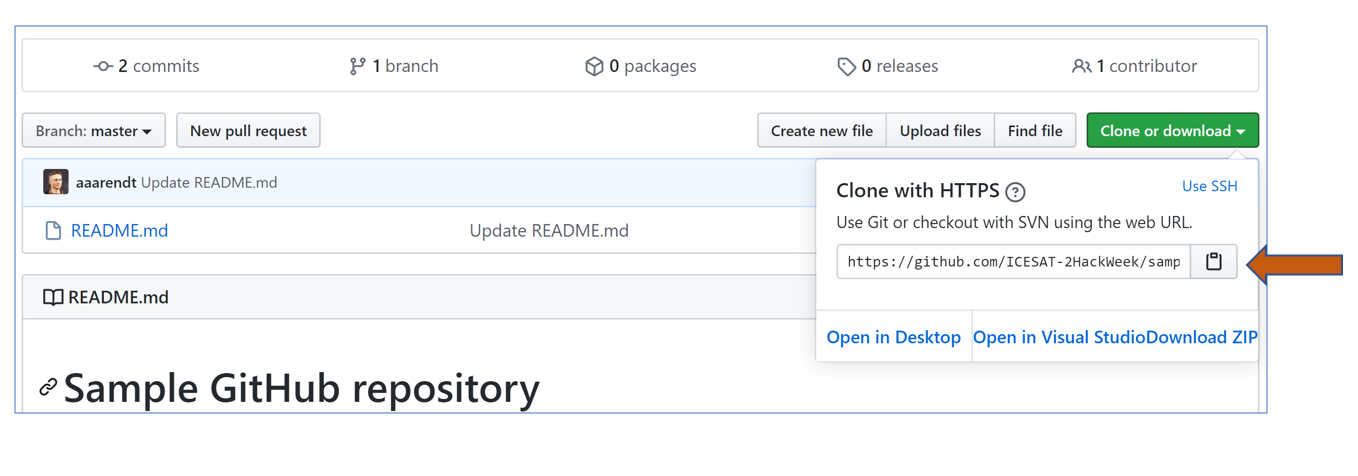 2 commits 1 branch 0 packages 0 releases 1 contributor
Branch: master New pull request Create new file Upload files Find file Clone or download
aaarendt Update README.md
README.md Update README.md
Clone with HTTPS ? Use SSH
Use Git or checkout with SVN using the web URL.
https://github.com/ICESAT-2HackWeek/samp
Open in Desktop Open in Visual Studio Download ZIP
README.md
Sample GitHub repository